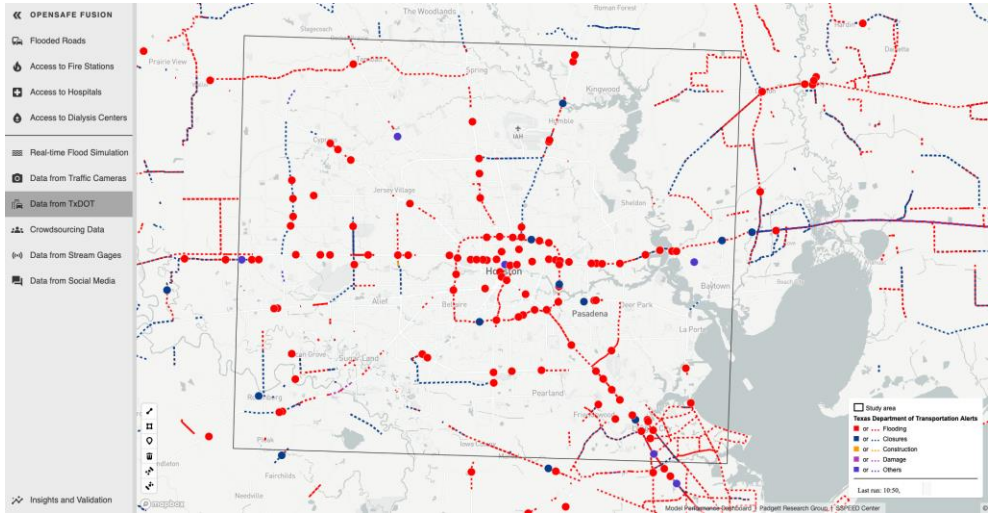 OPENSAFE FUSION
Flooded Roads
Access to Fire Stations
Access to Hospitals
Access to Dialysis Centers
Real-time Flood Simulation
Data from Traffic Cameras
Data from TxDOT
Crowdsourcing Data
Data from Stream Gages
Data from Social Media
Insights and Validation
The Woodlands
Roman Forest
Stagecoach
Prairie View
Spring
Kingwood
Humble
IAH
Jersey Village
Sheldon
Houston
Baytown
Alief
Bellaire
Pasadena
Deer Park
La Porte
Sugar Land
Pearland
Friendswood
Pleak
Fairchilds
Needville
mapbox
Study area
Texas Department of Transportation Alerts
or Flooding
or Closures
or Construction
or Damage
or Others
Last run: 10:50,
Model Performance Dashboard | Padgett Research Group | SSPEED Center